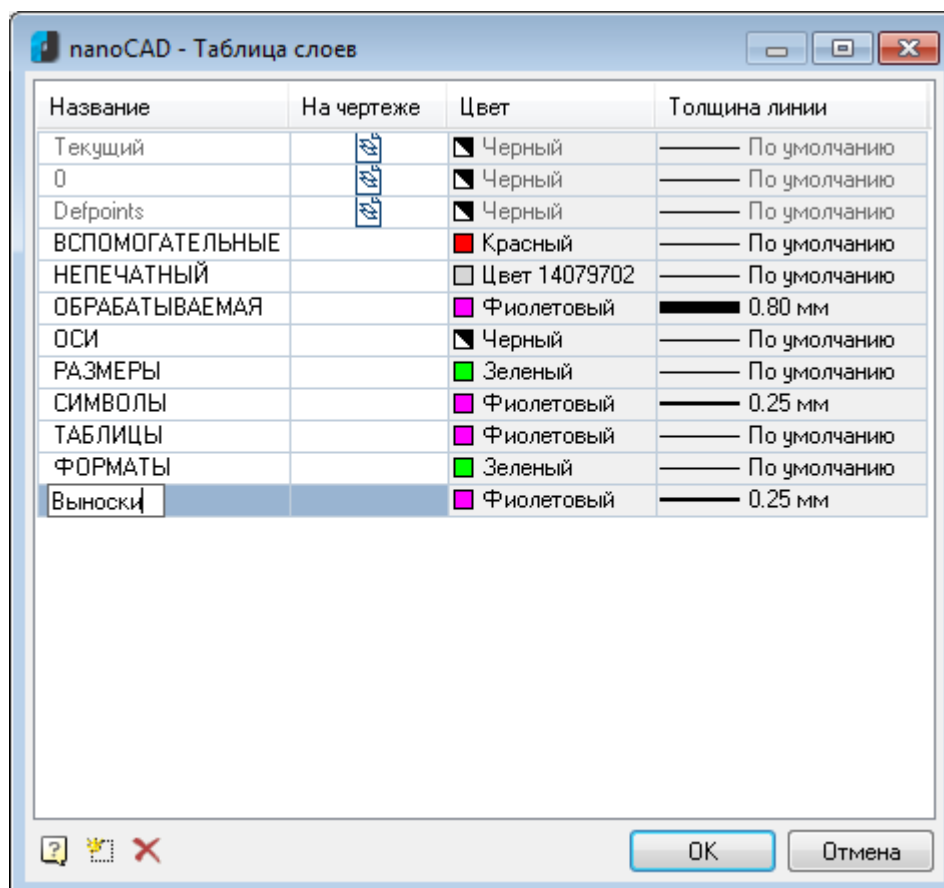 nanoCAD - Таблица слоев
Название На чертеже Цвет Толщина линии
Текущий Черный По умолчанию
0 Черный По умолчанию
Defpoints Черный По умолчанию
ВСПОМОГАТЕЛЬНЫЕ Красный По умолчанию
НЕПЕЧАТНЫЙ Цвет 14079702 По умолчанию
ОБРАБАТЫВАЕМАЯ Фиолетовый 0.80 мм
ОСИ Черный По умолчанию
РАЗМЕРЫ Зеленый По умолчанию
СИМВОЛЫ Фиолетовый 0.25 мм
ТАБЛИЦЫ Фиолетовый По умолчанию
ФОРМАТЫ Зеленый По умолчанию
Выноски Фиолетовый 0.25 мм
OK Отмена